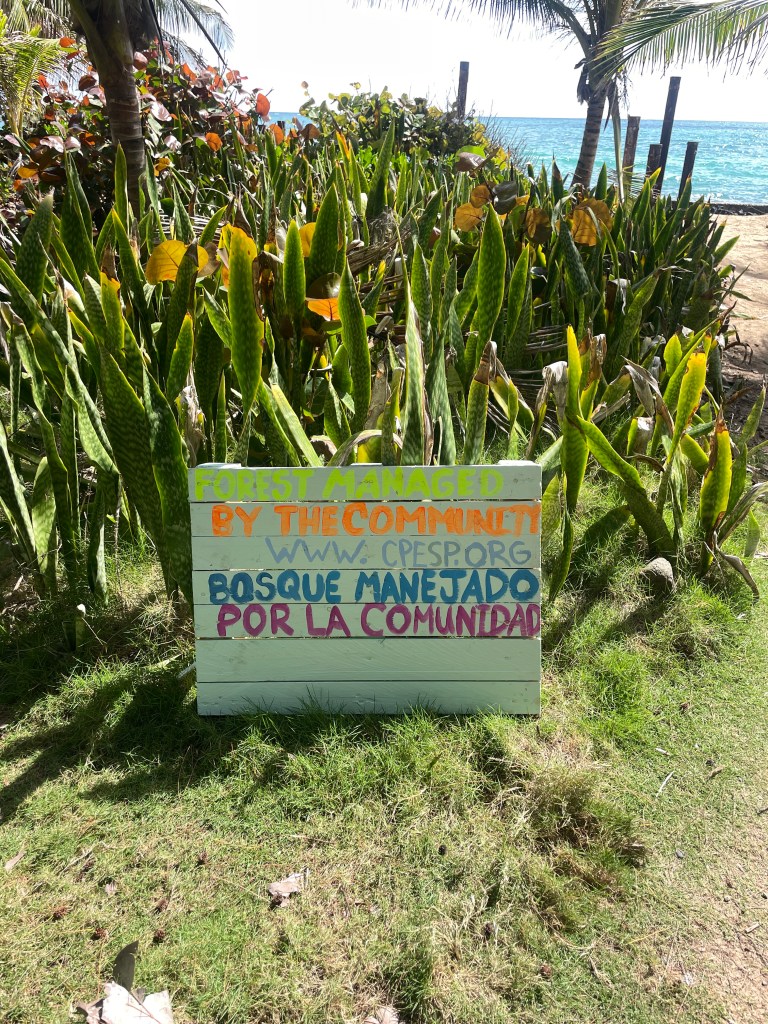 FOREST MANAGED
BY THE COMMUNITY
WWW. CPESP.ORG
BOSQUE MANEJADO
POR LA COMUNIDAD